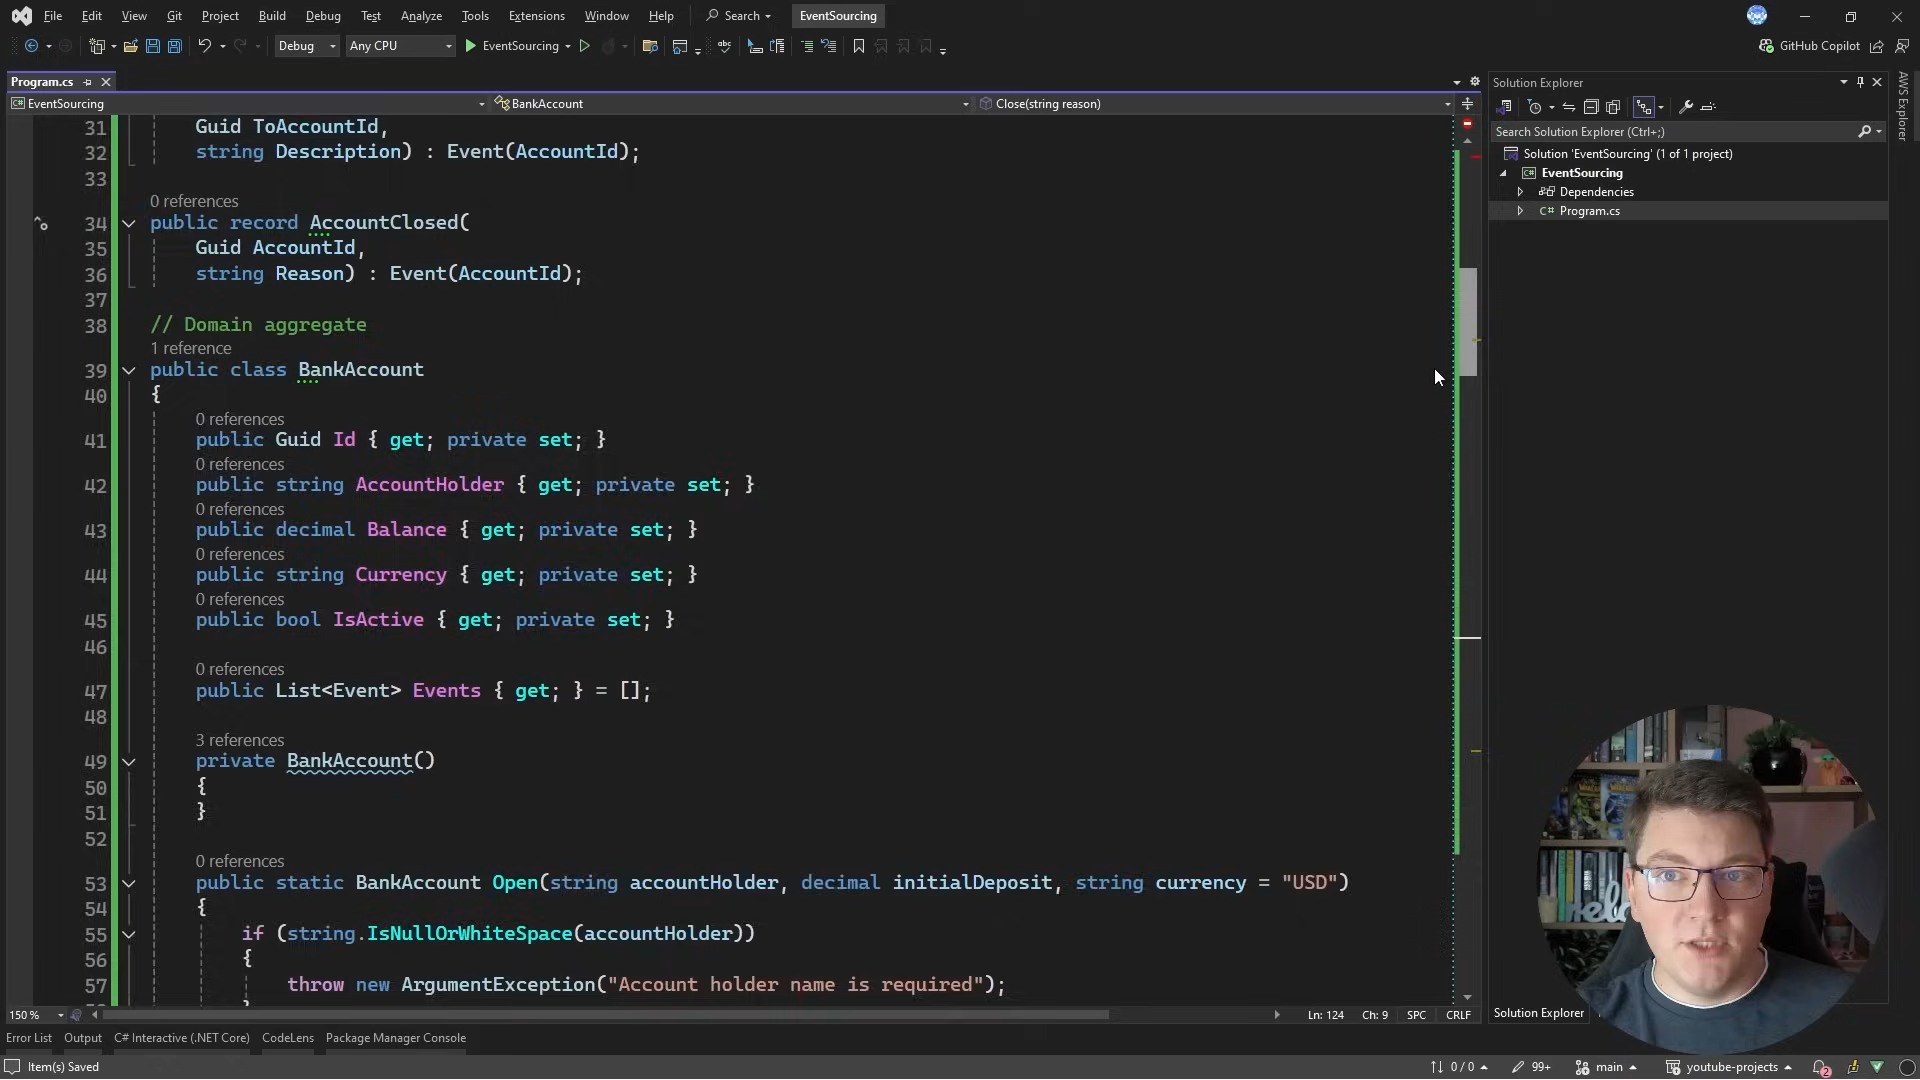 File Edit View Git Project Build Debug Test Analyze Tools Extensions Window Help Search EventSourcing
Debug Any CPU EventSourcing GitHub Copilot
Program.cs
EventSourcing BankAccount Close(string reason)
31 Guid ToAccountId,
32 string Description) : Event(AccountId);
33
0 references
34 public record AccountClosed(
35 Guid AccountId,
36 string Reason) : Event(AccountId);
37
38 // Domain aggregate
1 reference
39 public class BankAccount
40 {
0 references
41 public Guid Id { get; private set; }
0 references
42 public string AccountHolder { get; private set; }
0 references
43 public decimal Balance { get; private set; }
0 references
44 public string Currency { get; private set; }
0 references
45 public bool IsActive { get; private set; }
46
0 references
47 public List<Event> Events { get; } = [];
48
3 references
49 private BankAccount()
50 {
51 }
52
0 references
53 public static BankAccount Open(string accountHolder, decimal initialDeposit, string currency = "USD")
54 {
55 if (string.IsNullOrWhiteSpace(accountHolder))
56 {
57 throw new ArgumentException("Account holder name is required");
150 % Ln: 124 Ch: 9 SPC CRLF
Solution Explorer
Search Solution Explorer (Ctrl+;)
Solution 'EventSourcing' (1 of 1 project)
C# EventSourcing
Dependencies
C# Program.cs
Solution Explorer
AWS Explorer
Error List Output C# Interactive (.NET Core) CodeLens Package Manager Console
Item(s) Saved 0 / 0 99+ main youtube-projects 2